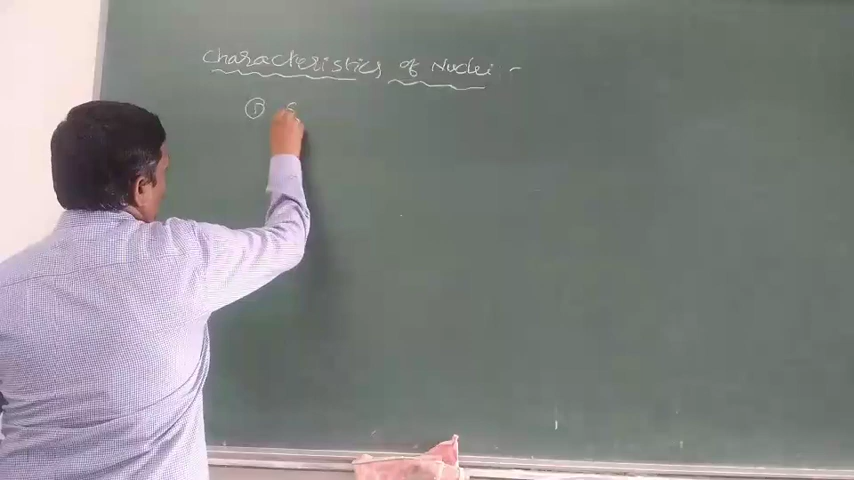 Characteristics of Nuclei -
①